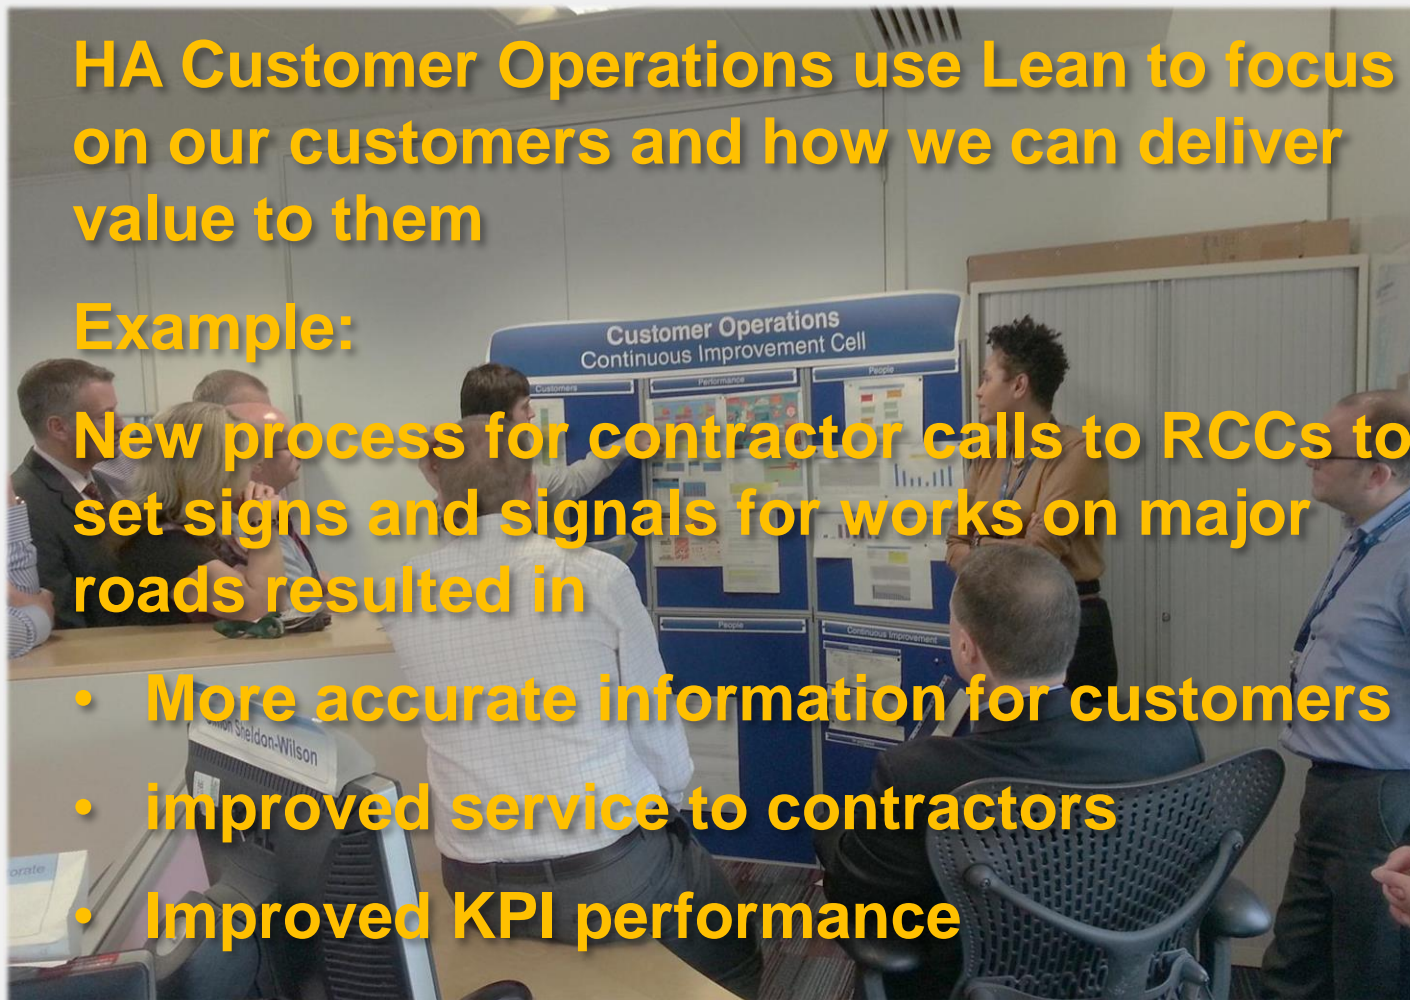 HA Customer Operations use Lean to focus
on our customers and how we can deliver
value to them
Example:
Customer Operations
Continuous Improvement Cell
Customers
Performance
People
New process for contractor calls to RCCs to
set signs and signals for works on major
roads resulted in
People
Continuous Improvement
• More accurate information for customers
Sheldon-Wilson
• improved service to contractors
• Improved KPI performance